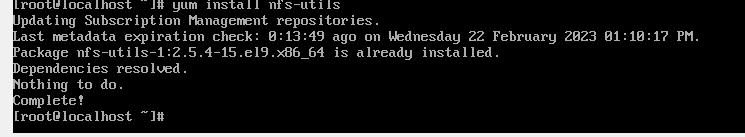 [root@localhost ~]# yum install nfs-utils
Updating Subscription Management repositories.
Last metadata expiration check: 0:13:49 ago on Wednesday 22 February 2023 01:10:17 PM.
Package nfs-utils-1:2.5.4-15.el9.x86_64 is already installed.
Dependencies resolved.
Nothing to do.
Complete!
[root@localhost ~]#